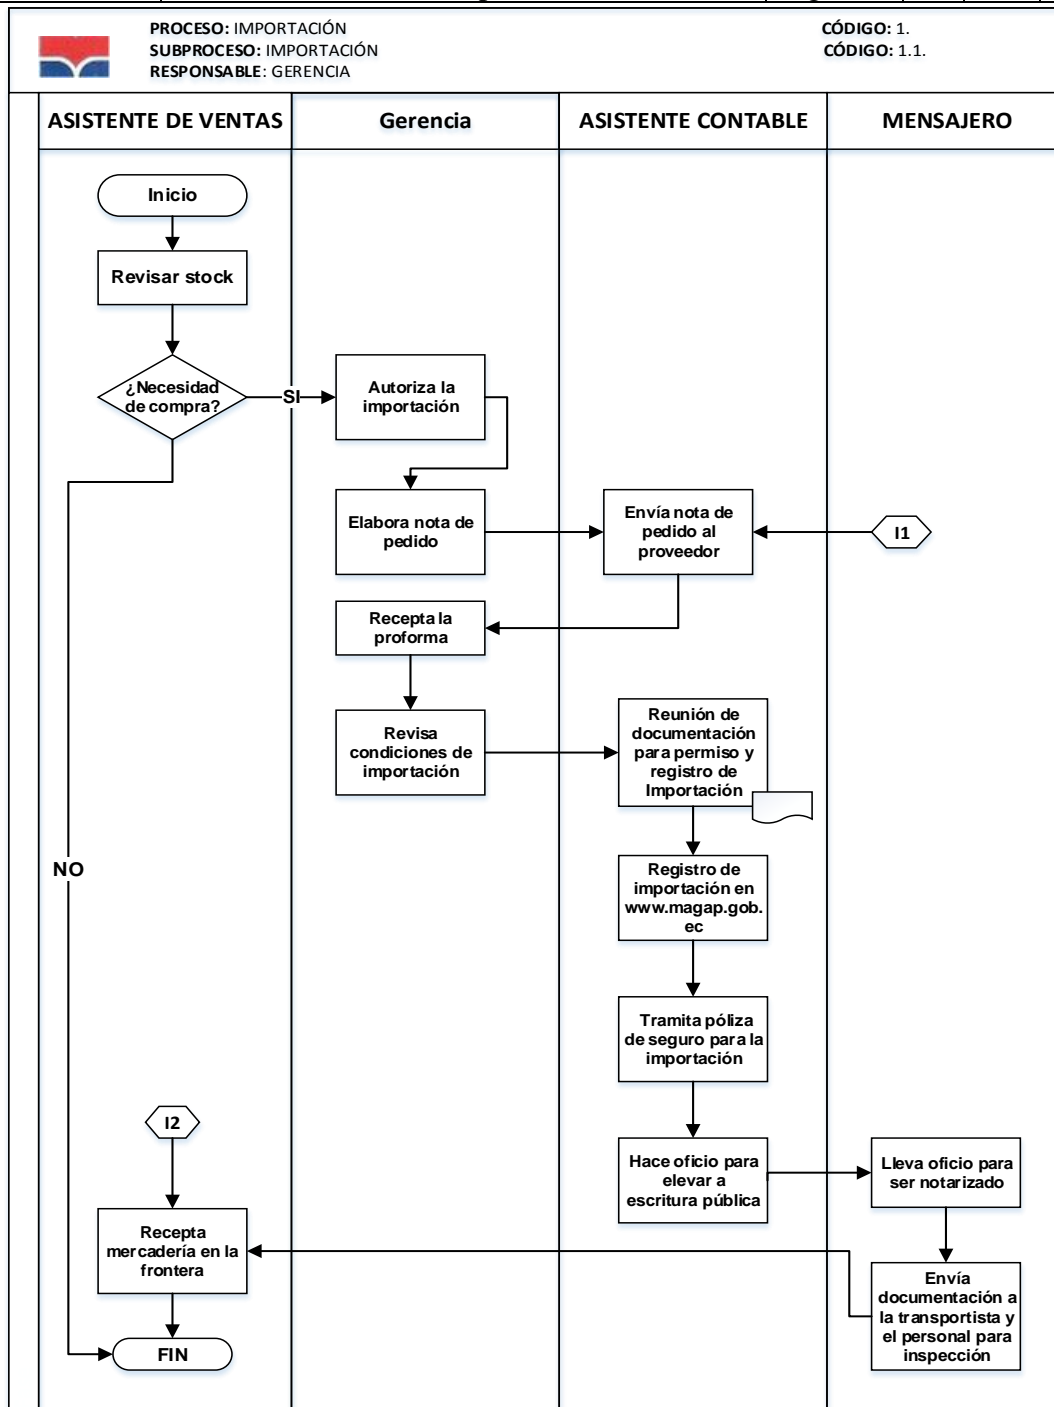 PROCESO: IMPORTACIÓN
CÓDIGO: 1.
SUBPROCESO: IMPORTACIÓN
CÓDIGO: 1.1.
RESPONSABLE: GERENCIA
ASISTENTE DE VENTAS
Gerencia
ASISTENTE CONTABLE
MENSAJERO
Inicio
Revisar stock
¿Necesidad
de compra?
SI
Autoriza la
importación
Elabora nota de
pedido
Envía nota de
pedido al
proveedor
I1
Recepta la
proforma
Revisa
condiciones de
importación
Reunión de
documentación
para permiso y
registro de
Importación
NO
Registro de
importación en
www.magap.gob.
ec
Tramita póliza
de seguro para la
importación
I2
Hace oficio para
elevar a
escritura pública
Lleva oficio para
ser notarizado
Recepta
mercadería en la
frontera
Envía
documentación a
la transportista y
el personal para
inspección
FIN